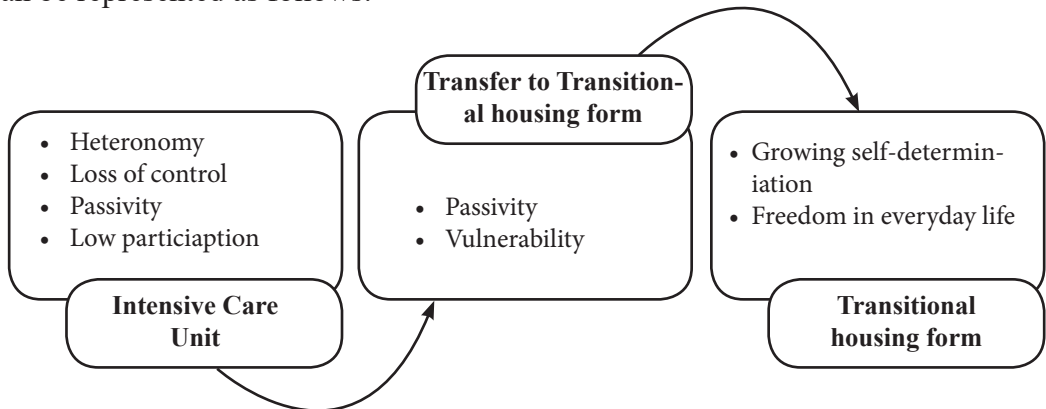 an be represented as follows:
• Heteronomy
• Loss of control
• Passivity
• Low particiaption
Intensive Care
Unit
Transfer to Transition-
al housing form
• Passivity
• Vulnerability
• Growing self-determin-
iation
• Freedom in everyday life
Transitional
housing form